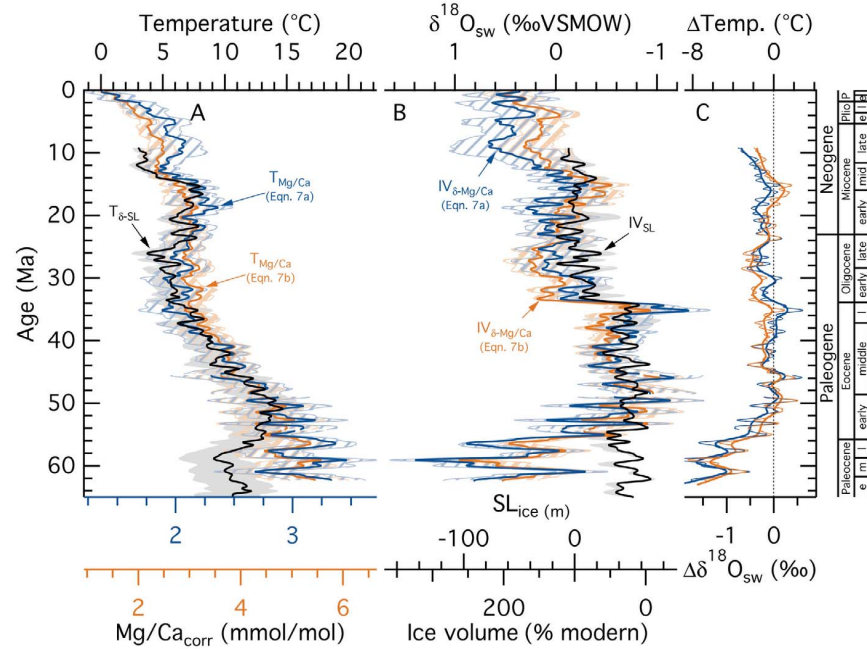 Temperature (°C)
0 5 10 15 20
δ18Osw (‰VSMOW)
1 0 -1
ΔTemp. (°C)
-8 0
A
B
C
Age (Ma)
0
10
20
30
40
50
60
TMg/Ca
(Eqn. 7a)
Tδ-SL
TMg/Ca
(Eqn. 7b)
IVδ-Mg/Ca
(Eqn. 7a)
IVSL
IVδ-Mg/Ca
(Eqn. 7b)
Neogene
Paleogene
P
Plio
Miocene
Oligocene
Eocene
Paleocene
e
l
late
mid
early
late
early
l
middle
early
l
m
e
2 3
2 4 6
Mg/Cacorr (mmol/mol)
SLice (m)
-100 0
200 0
Ice volume (% modern)
-1 0
Δδ18Osw (‰)